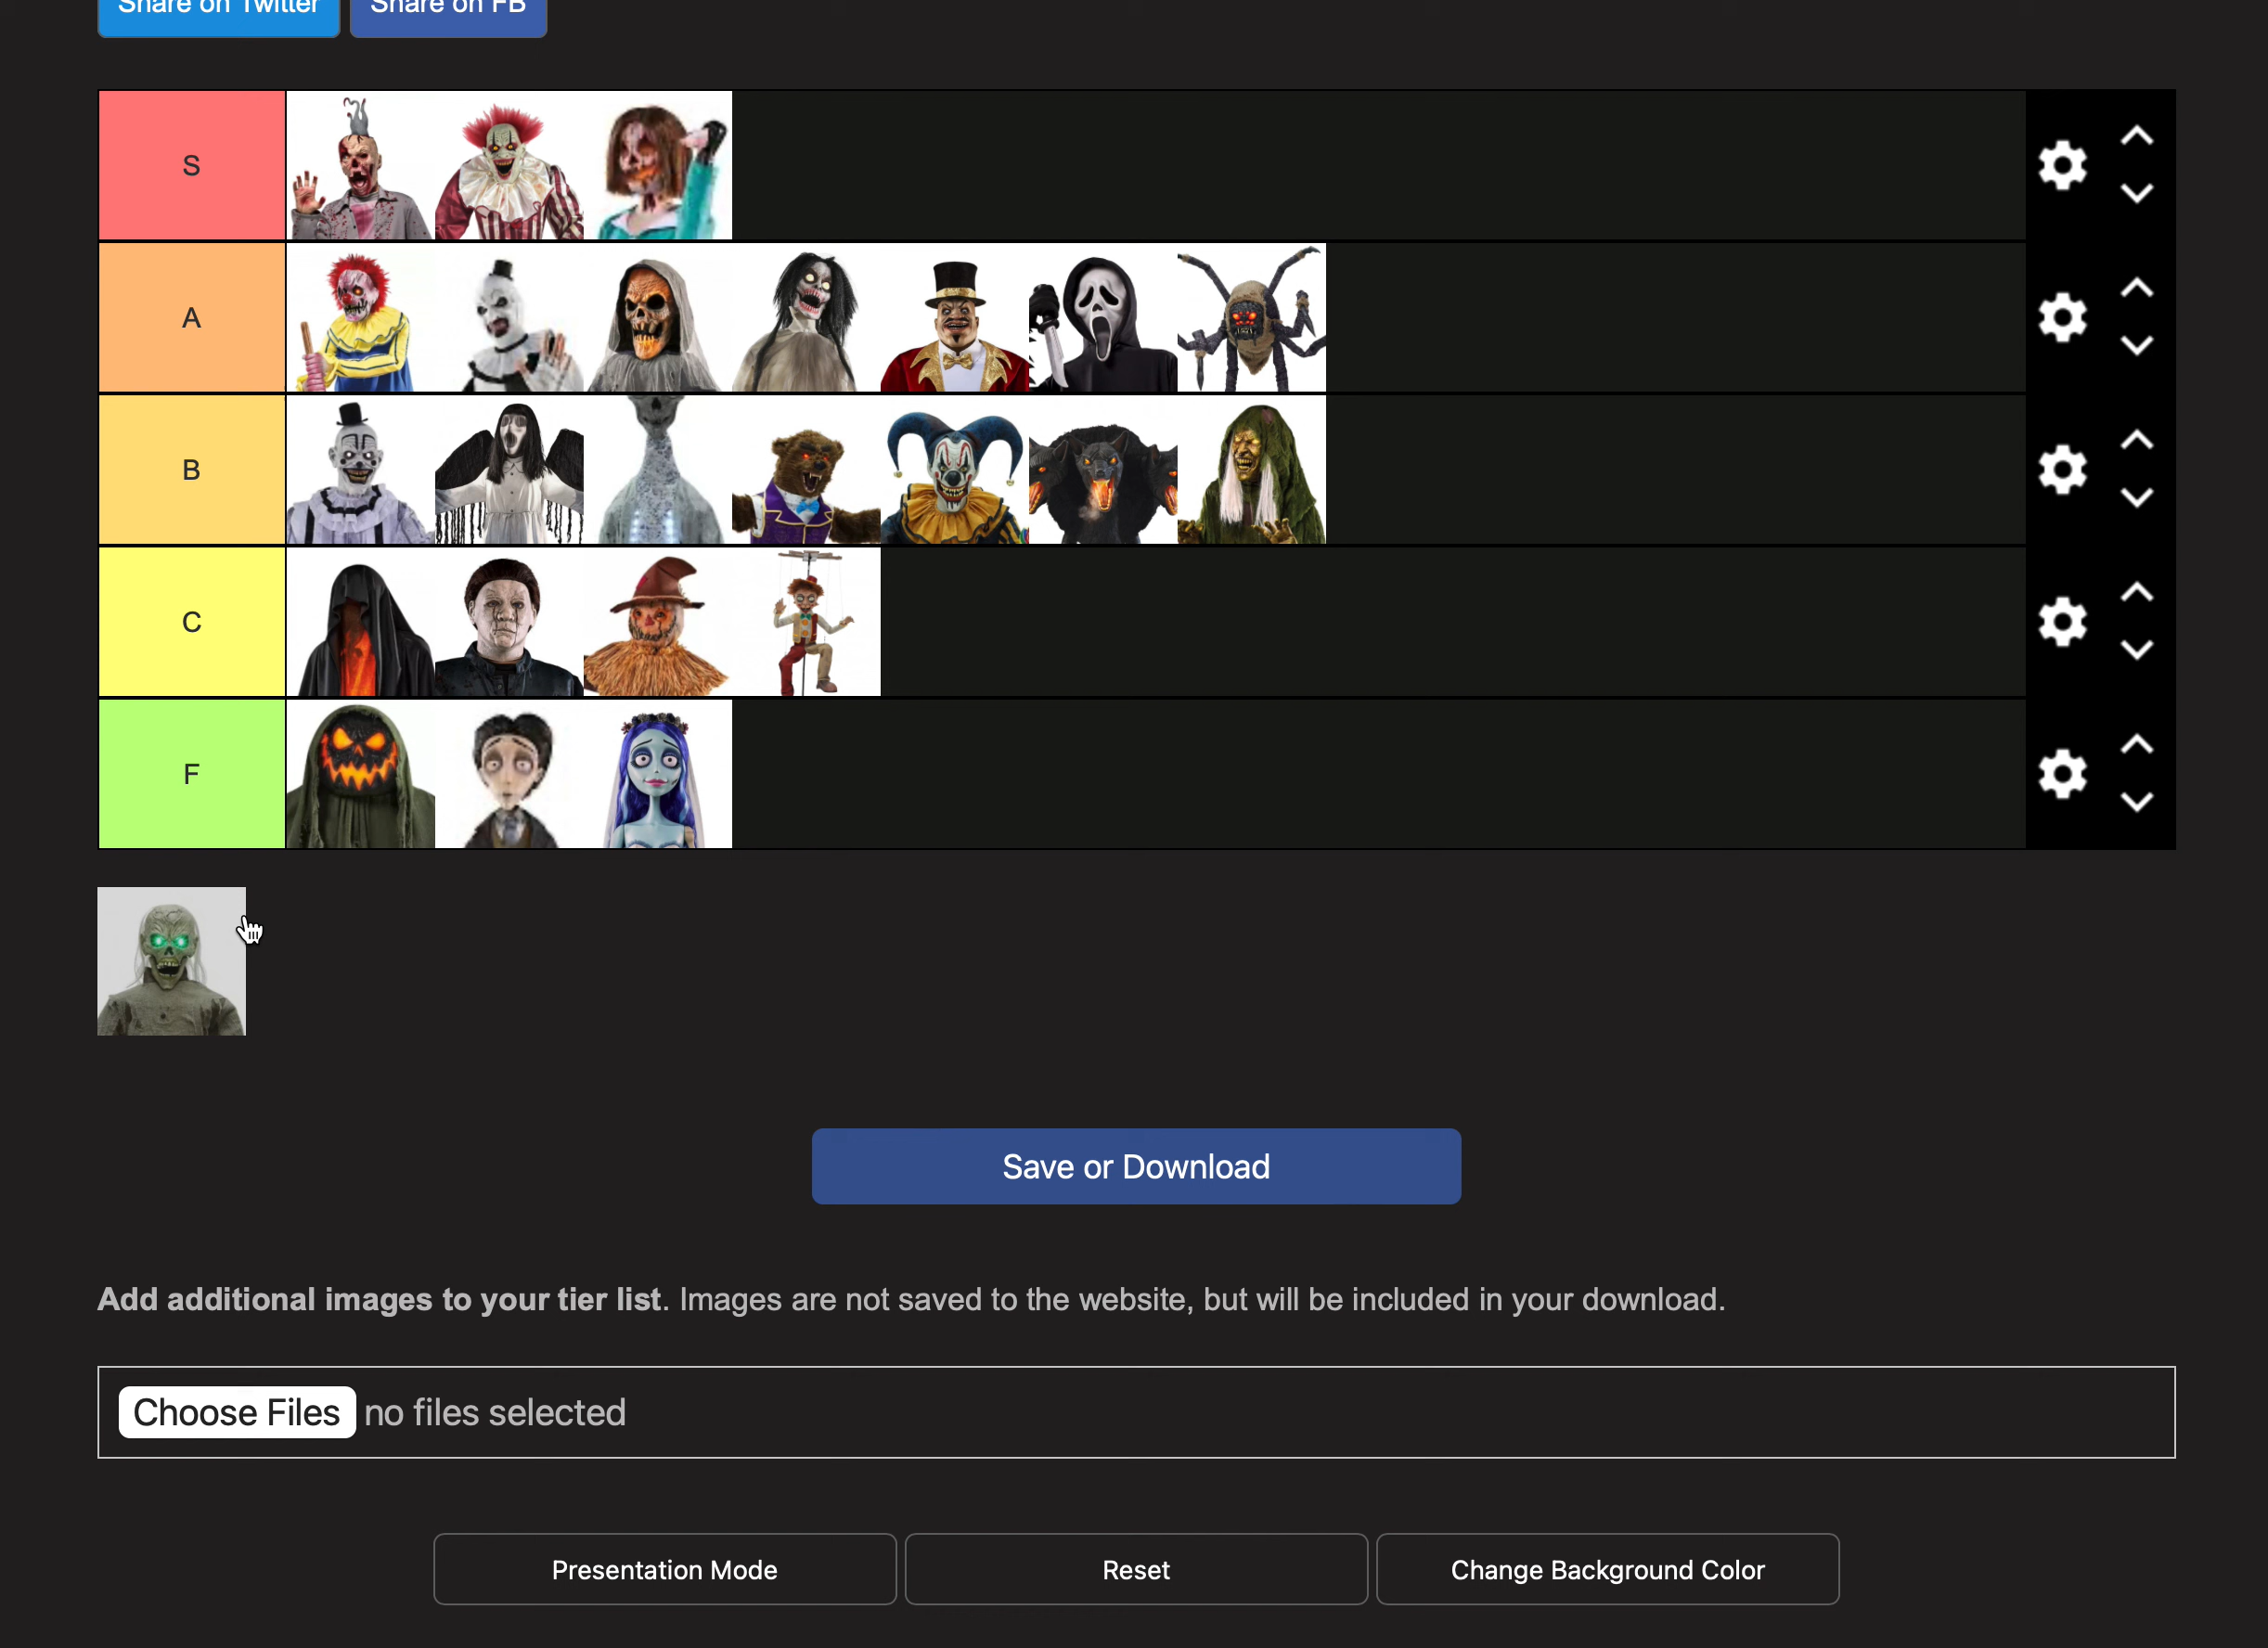 Share on Twitter Share on FB
S
A
B
C
F
Save or Download
Add additional images to your tier list. Images are not saved to the website, but will be included in your download.
Choose Files no files selected
Presentation Mode Reset Change Background Color